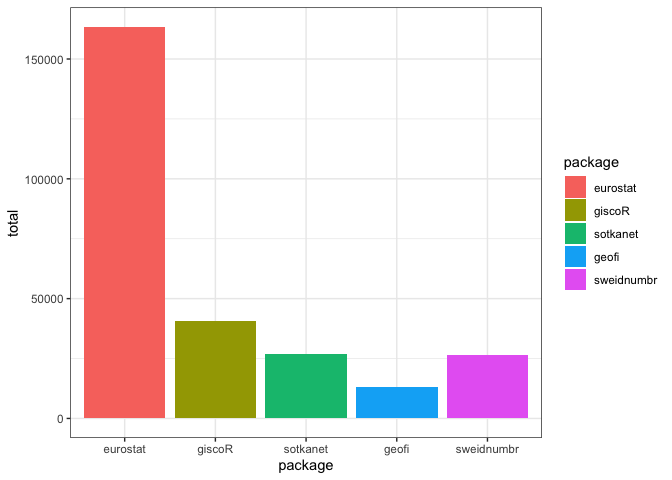 total
150000
100000
50000
0
eurostat giscoR sotkanet geofi sweidnumbr
package
package
eurostat
giscoR
sotkanet
geofi
sweidnumbr